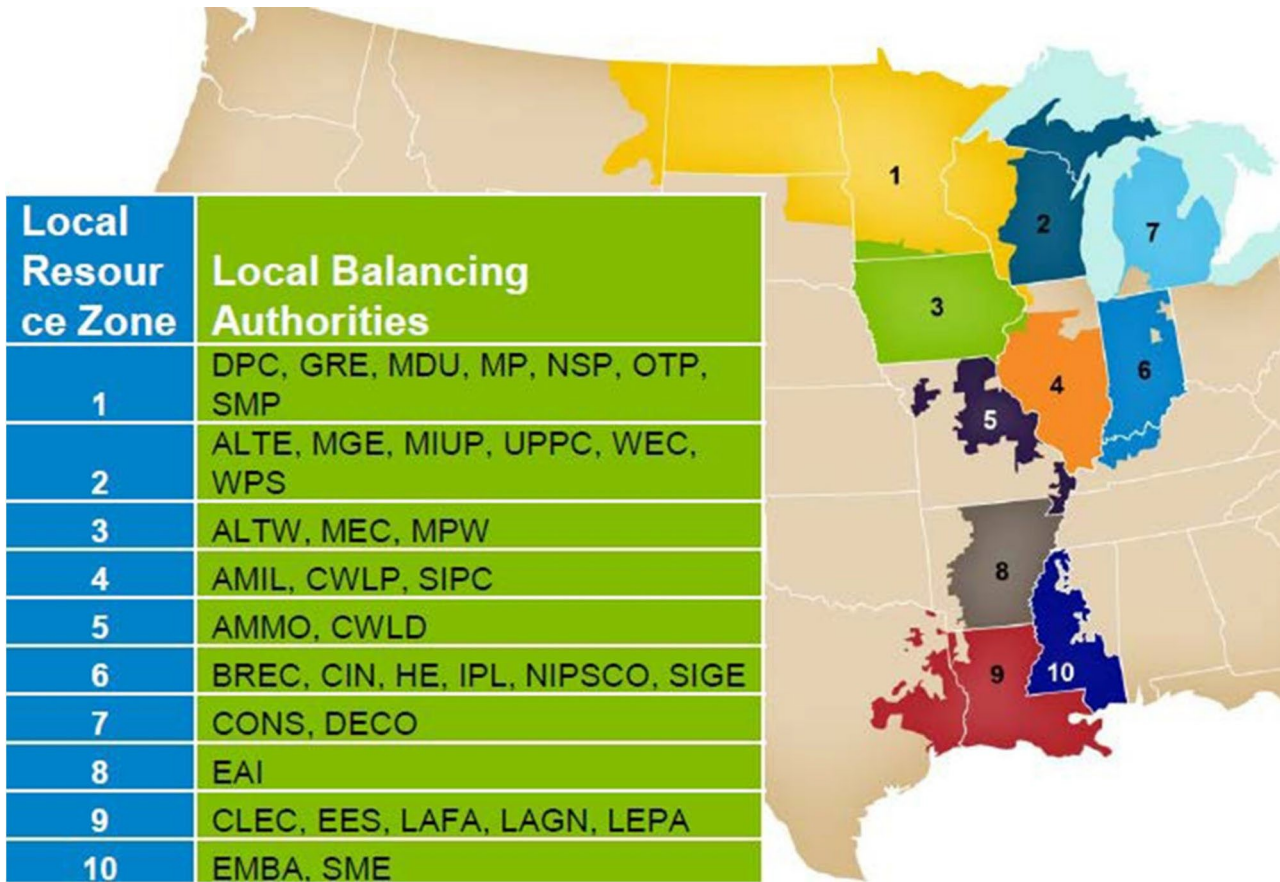 Local
Resour
ce Zone
Local Balancing
Authorities
1
DPC, GRE, MDU, MP, NSP, OTP,
SMP
2
ALTE, MGE, MIUP, UPPC, WEC,
WPS
3
ALTW, MEC, MPW
4
AMIL, CWLP, SIPC
5
AMMO, CWLD
6
BREC, CIN, HE, IPL, NIPSCO, SIGE
7
CONS, DECO
8
EAI
9
CLEC, EES, LAFA, LAGN, LEPA
10
EMBA, SME
1
2
7
3
4
6
5
8
9
10